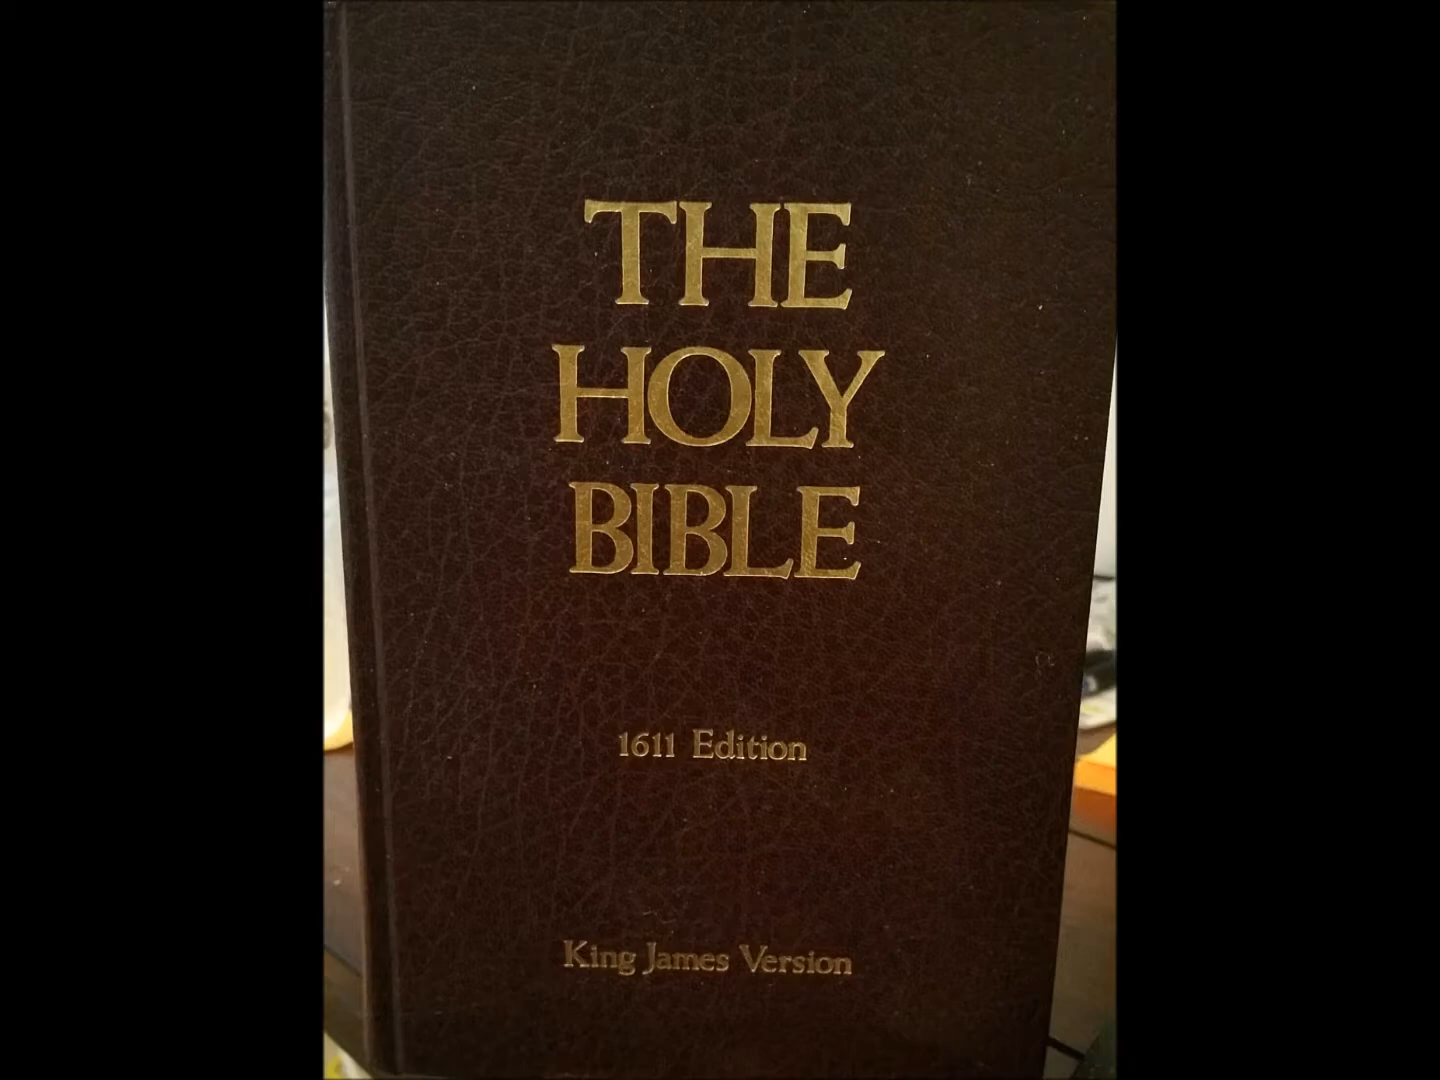 THE
HOLY
BIBLE
1611 Edition
King James Version